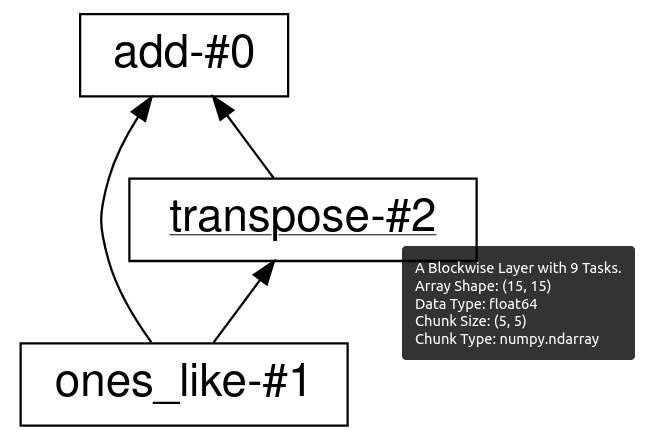 add-#0
transpose-#2
A Blockwise Layer with 9 Tasks.
Array Shape: (15, 15)
Data Type: float64
Chunk Size: (5, 5)
Chunk Type: numpy.ndarray
ones_like-#1